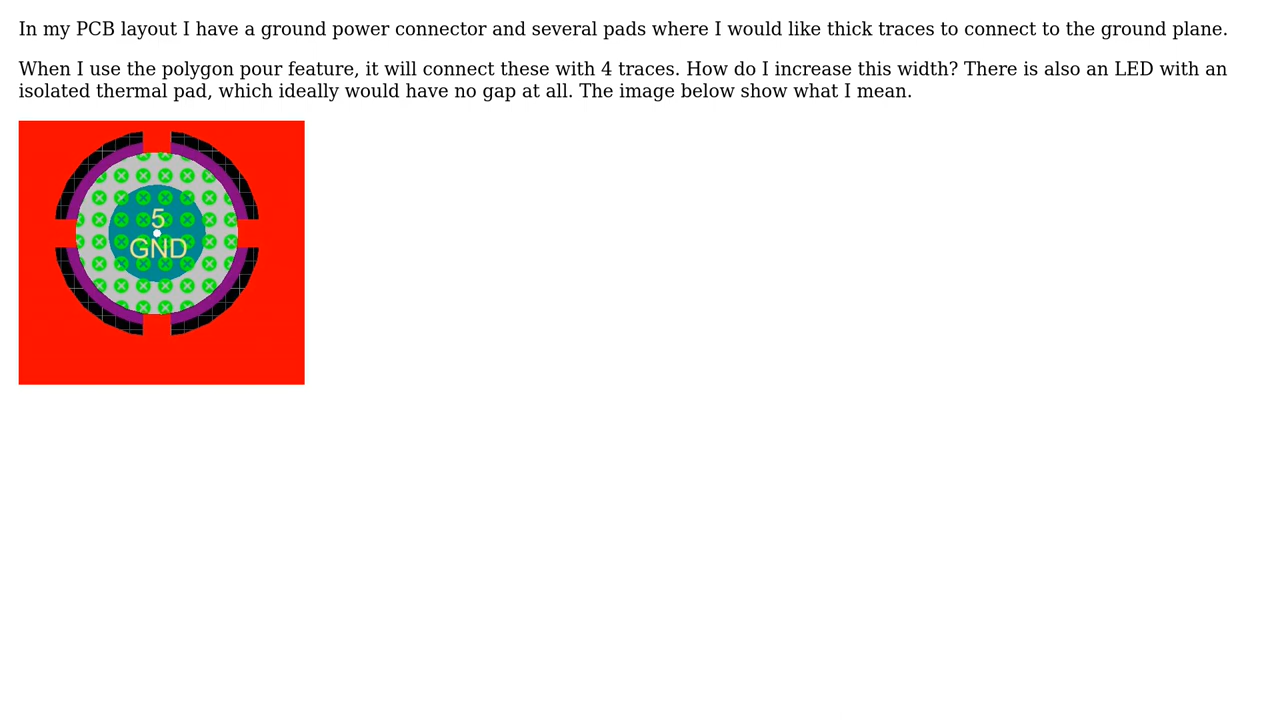 In my PCB layout I have a ground power connector and several pads where I would like thick traces to connect to the ground plane.
When I use the polygon pour feature, it will connect these with 4 traces. How do I increase this width? There is also an LED with an
isolated thermal pad, which ideally would have no gap at all. The image below show what I mean.
5
GND